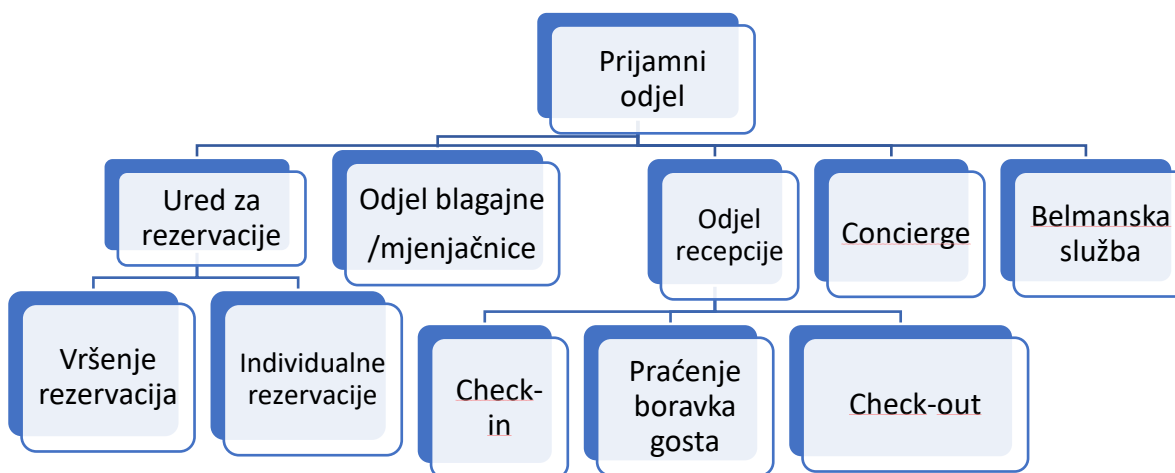 Prijamni
odjel
Ured za
rezervacije
Odjel blagajne
/mjenjačnice
Odjel
recepcije
Concierge
Belmanska
služba
Vršenje
rezervacija
Individualne
rezervacije
Check-
in
Praćenje
boravka
gosta
Check-out